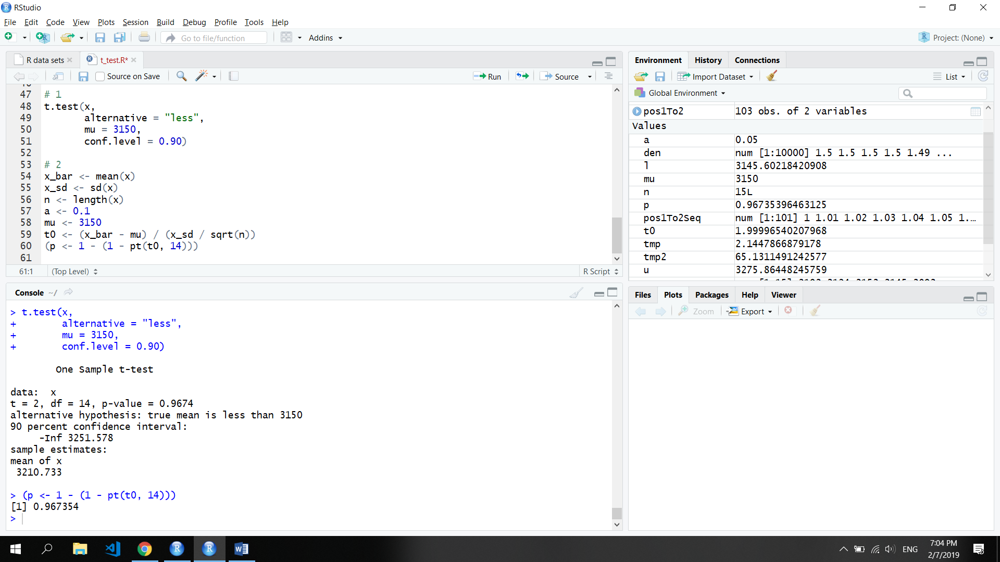 RStudio
File Edit Code View Plots Session Build Debug Profile Tools Help
Go to file/function Addins Project: (None)
R data sets t_test.R*
Source on Save Run Source
47 # 1
48 t.test(x,
49 alternative = "less",
50 mu = 3150,
51 conf.level = 0.90)
52
53 # 2
54 x_bar <- mean(x)
55 x_sd <- sd(x)
56 n <- length(x)
57 a <- 0.1
58 mu <- 3150
59 t0 <- (x_bar - mu) / (x_sd / sqrt(n))
60 (p <- 1 - (1 - pt(t0, 14)))
61
61:1 (Top Level) R Script
Console ~/
> t.test(x,
+ alternative = "less",
+ mu = 3150,
+ conf.level = 0.90)
One Sample t-test
data: x
t = 2, df = 14, p-value = 0.9674
alternative hypothesis: true mean is less than 3150
90 percent confidence interval:
-Inf 3251.578
sample estimates:
mean of x
3210.733
> (p <- 1 - (1 - pt(t0, 14)))
[1] 0.967354
>
Environment History Connections
Import Dataset List
Global Environment
pos1To2 103 obs. of 2 variables
Values
a 0.05
den num [1:10000] 1.5 1.5 1.5 1.5 1.49 ...
l 3145.60218420908
mu 3150
n 15L
p 0.96735396463125
pos1To2Seq num [1:101] 1 1.01 1.02 1.03 1.04 1.05 1.…
t0 1.99996540207968
tmp 2.1447866879178
tmp2 65.1311491242577
u 3275.86448245759
Files Plots Packages Help Viewer
Zoom Export
ENG
7:04 PM
2/7/2019